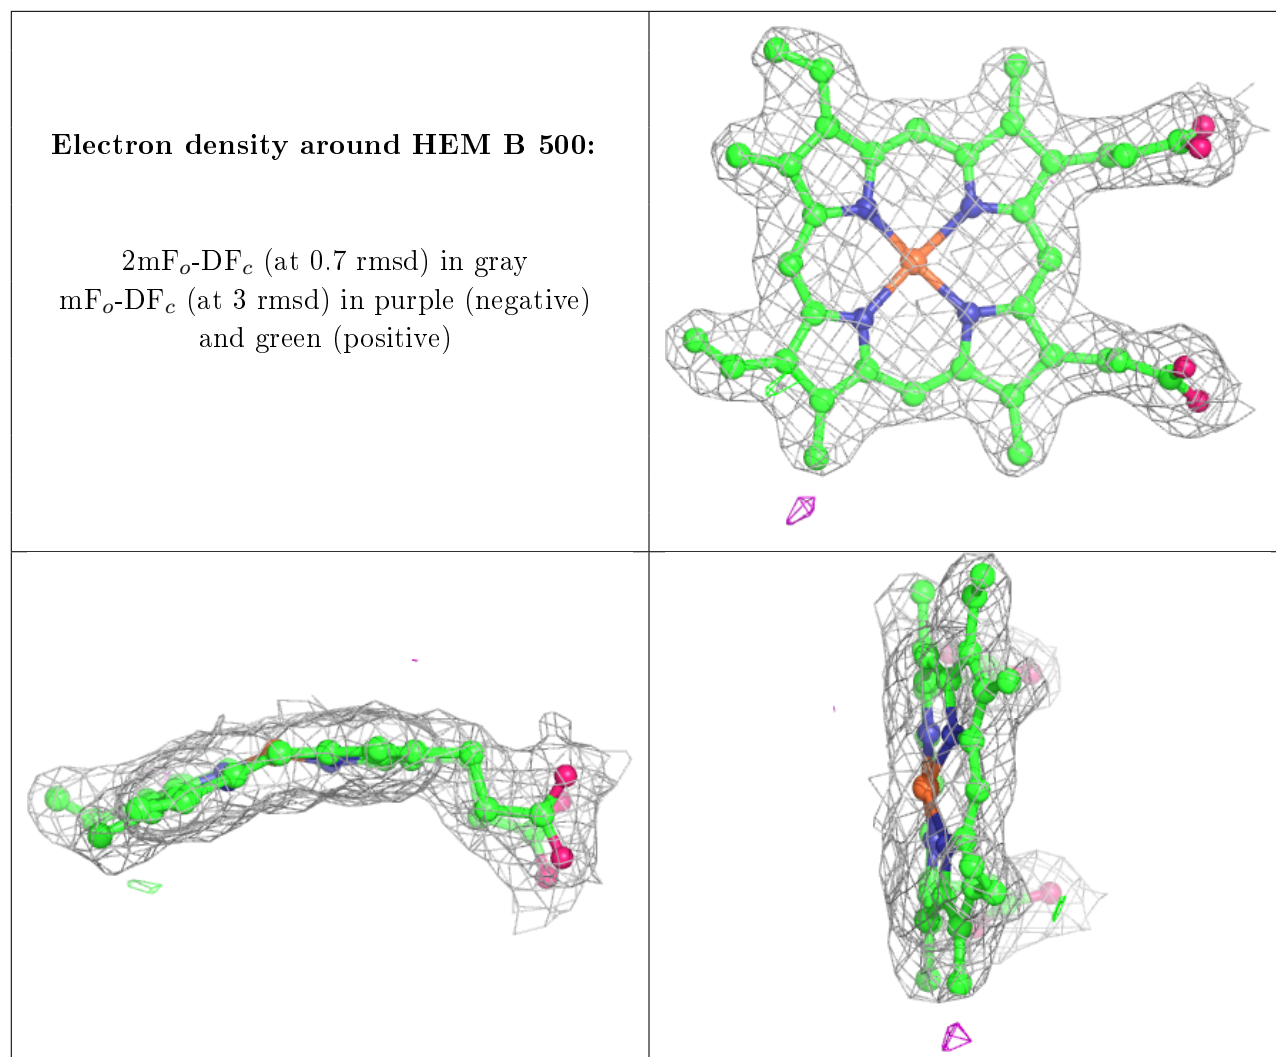 Electron density around HEM B 500:
2mFₒ-DF𝒸 (at 0.7 rmsd) in gray
mFₒ-DF𝒸 (at 3 rmsd) in purple (negative)
and green (positive)